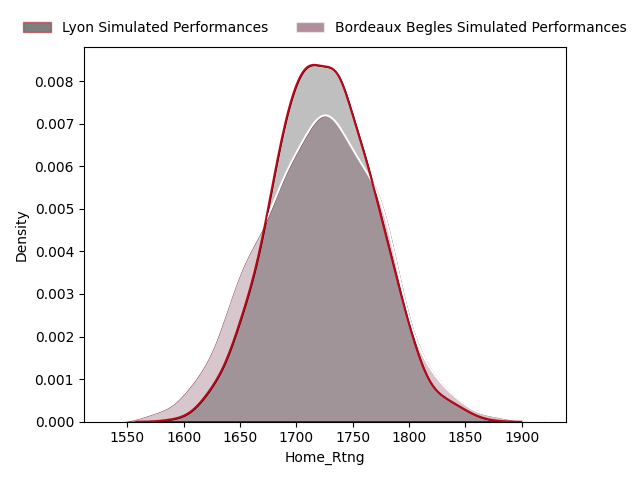 Lyon Simulated Performances Bordeaux Begles Simulated Performances
0.008
0.007
0.006
0.005
0.004
0.003
0.002
0.001
0.000
Density
1550 1600 1650 1700 1750 1800 1850 1900
Home_Rtng